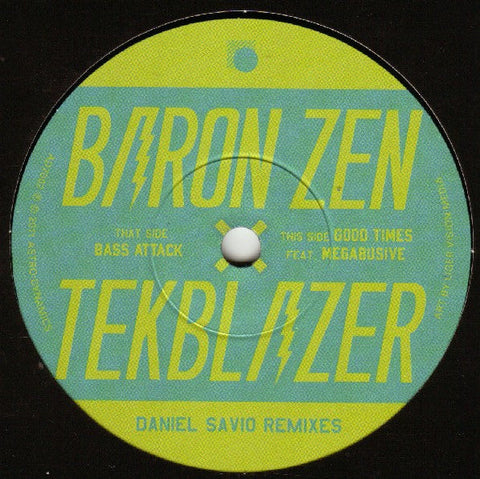 BARON ZEN
THAT SIDE
BASS ATTACK
THIS SIDE GOOD TIMES
FEAT. MEGABUSIVE
TEKBLAZER
DANIEL SAVIO REMIXES